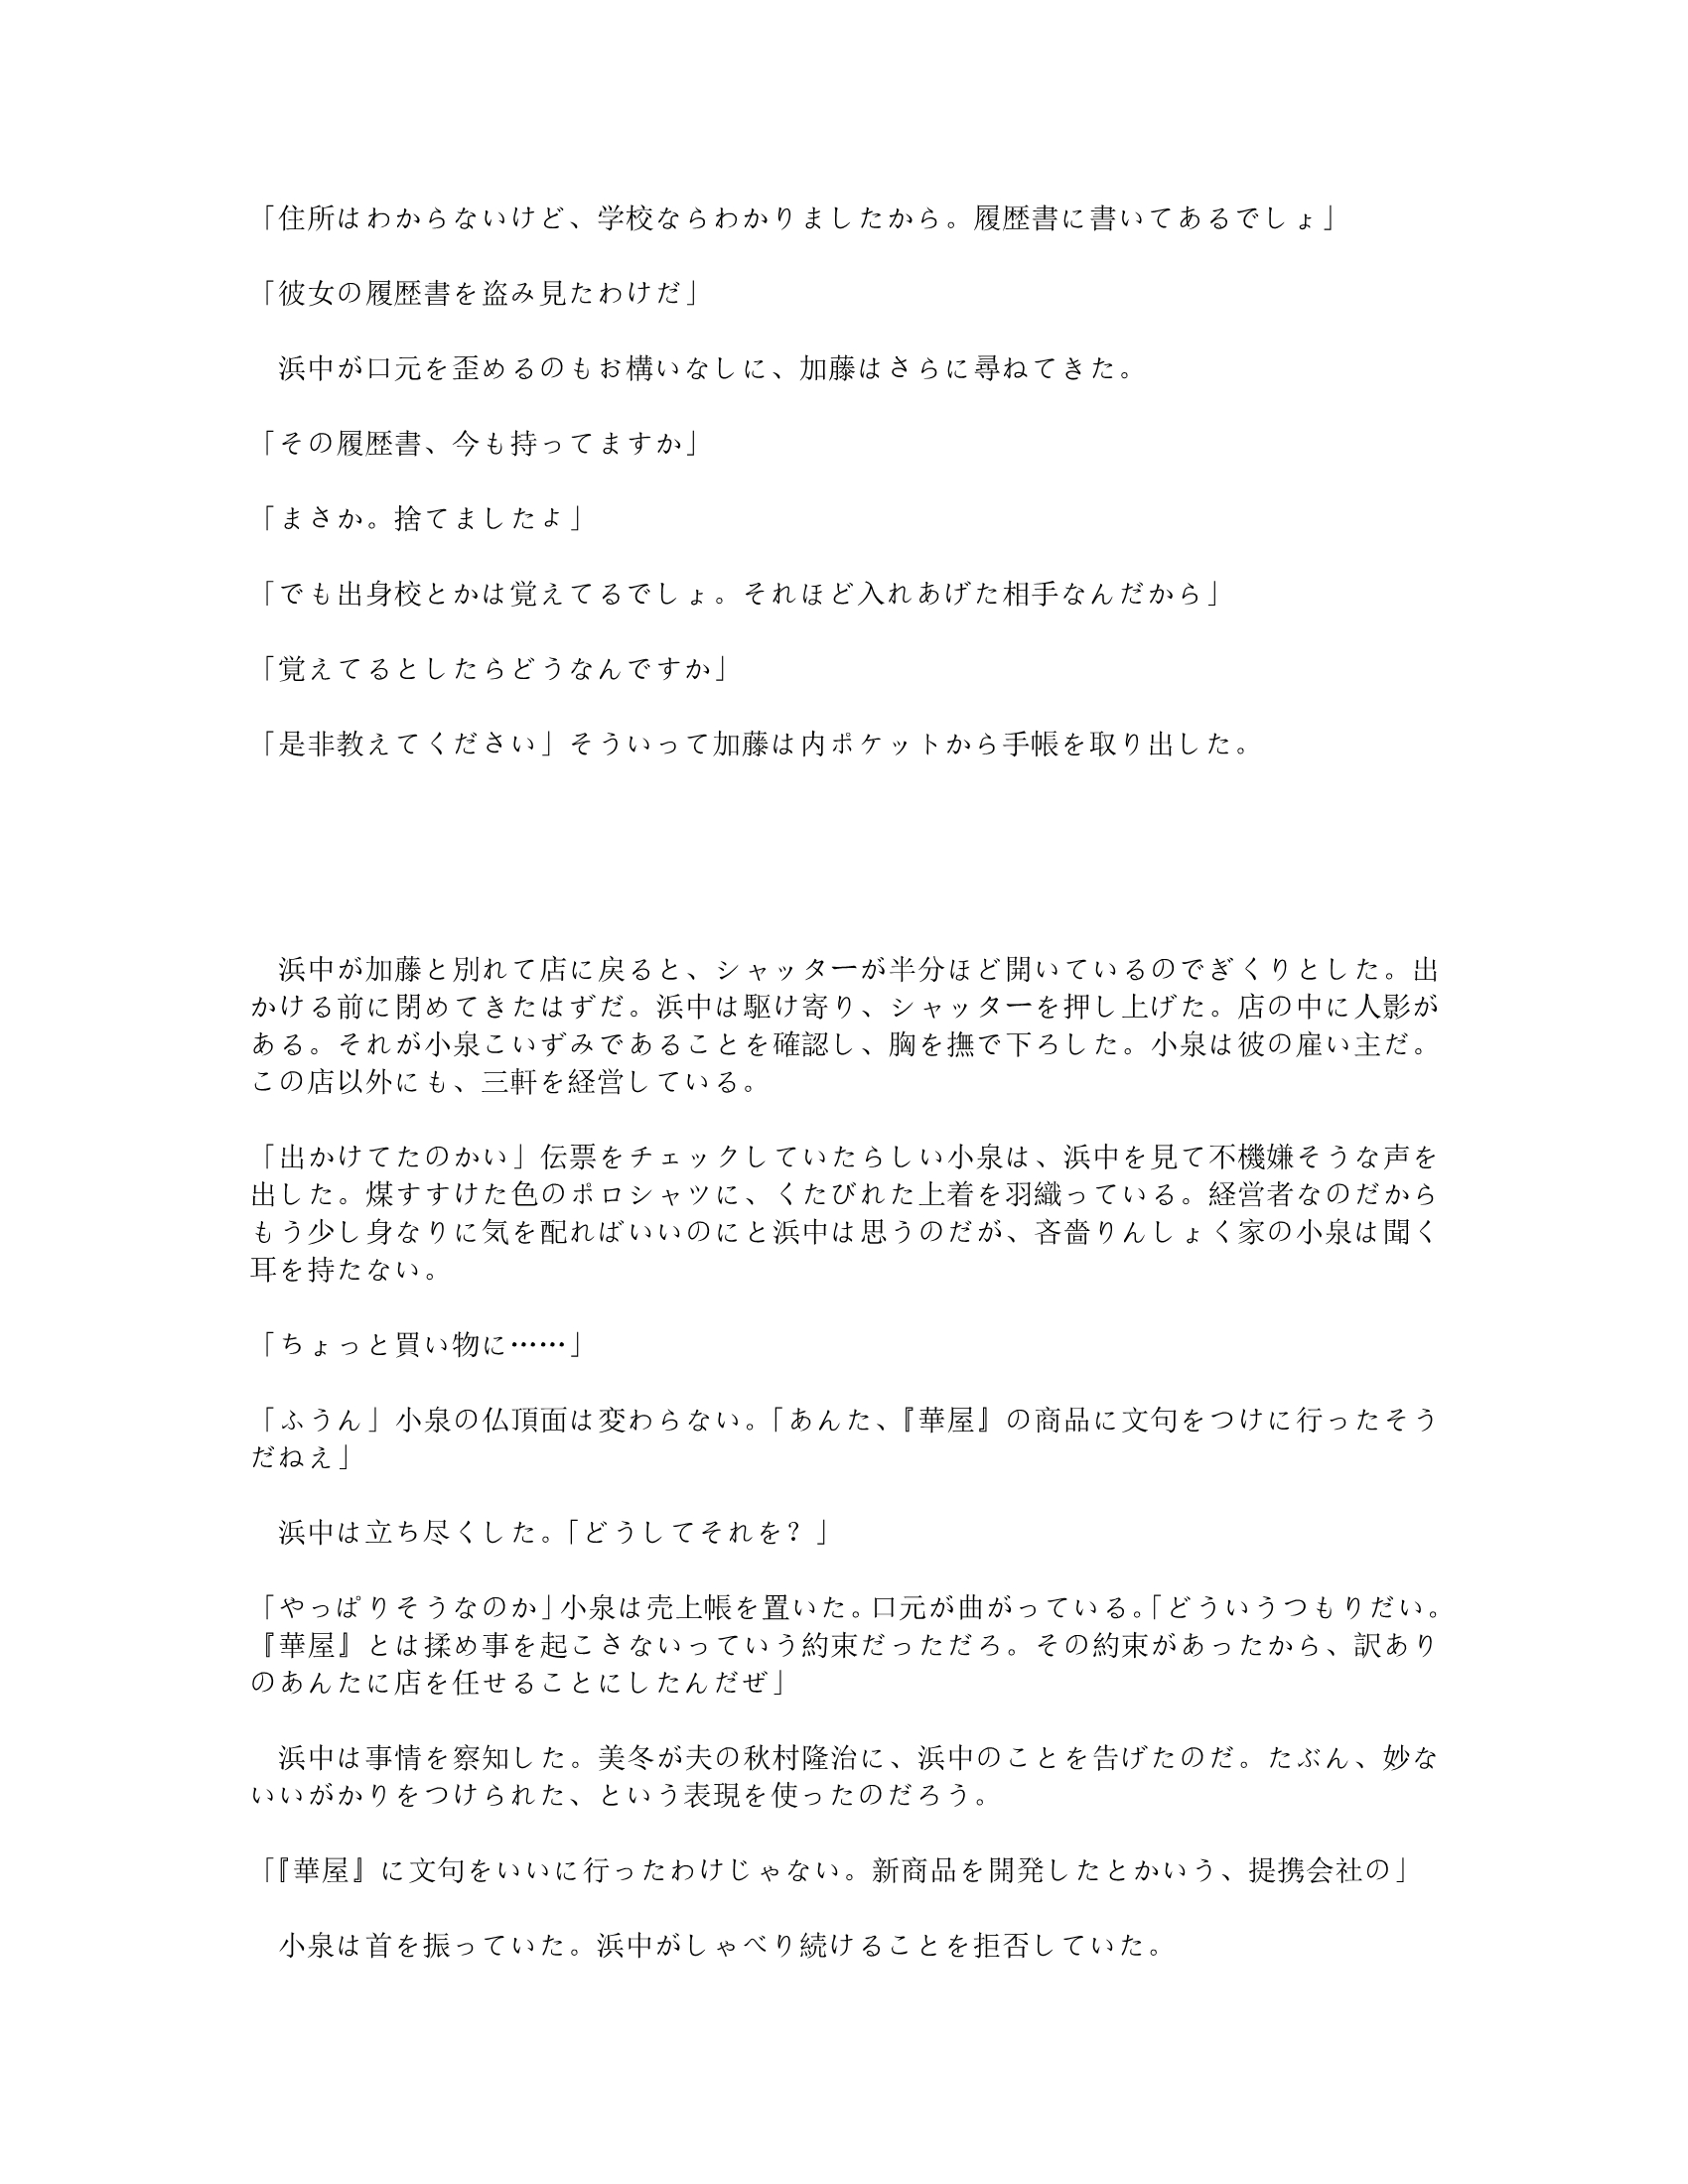 「住所はわからないけど、学校ならわかりましたから。履歴書に書いてあるでしょ」
「彼女の履歴書を盗み見たわけだ」
　浜中が口元を歪めるのもお構いなしに、加藤はさらに尋ねてきた。
「その履歴書、今も持ってますか」
「まさか。捨てましたよ」
「でも出身校とかは覚えてるでしょ。それほど入れあげた相手なんだから」
「覚えてるとしたらどうなんですか」
「是非教えてください」そういって加藤は内ポケットから手帳を取り出した。
　浜中が加藤と別れて店に戻ると、シャッターが半分ほど開いているのでぎくりとした。出
かける前に閉めてきたはずだ。浜中は駆け寄り、シャッターを押し上げた。店の中に人影が
ある。それが小泉こいずみであることを確認し、胸を撫で下ろした。小泉は彼の雇い主だ。
この店以外にも、三軒を経営している。
「出かけてたのかい」伝票をチェックしていたらしい小泉は、浜中を見て不機嫌そうな声を
出した。煤すすけた色のポロシャツに、くたびれた上着を羽織っている。経営者なのだから
もう少し身なりに気を配ればいいのにと浜中は思うのだが、吝嗇りんしょく家の小泉は聞く
耳を持たない。
「ちょっと買い物に……」
「ふうん」小泉の仏頂面は変わらない。「あんた、『華屋』の商品に文句をつけに行ったそう
だねえ」
　浜中は立ち尽くした。「どうしてそれを？」
「やっぱりそうなのか」小泉は売上帳を置いた。口元が曲がっている。「どういうつもりだい。
『華屋』とは揉め事を起こさないっていう約束だっただろ。その約束があったから、訳あり
のあんたに店を任せることにしたんだぜ」
　浜中は事情を察知した。美冬が夫の秋村隆治に、浜中のことを告げたのだ。たぶん、妙な
いいがかりをつけられた、という表現を使ったのだろう。
「『華屋』に文句をいいに行ったわけじゃない。新商品を開発したとかいう、提携会社の」
　小泉は首を振っていた。浜中がしゃべり続けることを拒否していた。